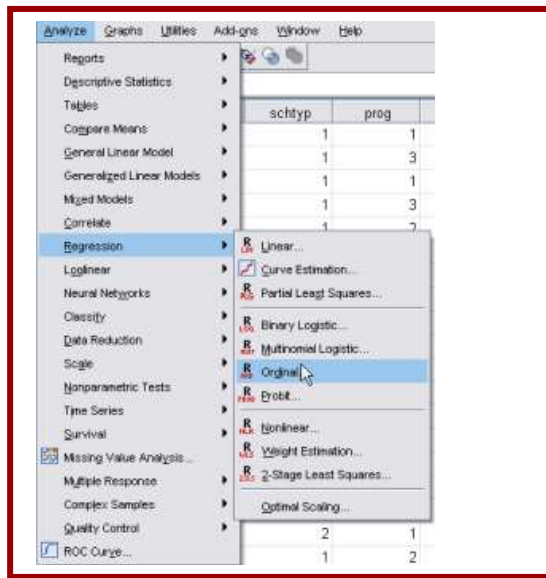 Analyze Graphs Utilities Add-ons Window Help
Reports
Descriptive Statistics
Tables
Compare Means
General Linear Model
Generalized Linear Models
Mixed Models
Correlate
Regression
Loglinear
Neural Networks
Classify
Data Reduction
Scale
Nonparametric Tests
Time Series
Survival
Missing Value Analysis...
Multiple Response
Complex Samples
Quality Control
ROC Curve...
schtyp prog
1 1
1 3
1 1
1 3
1 2
Linear...
Curve Estimation...
Partial Least Squares...
Binary Logistic...
Multinomial Logistic...
Ordinal
Probit...
Nonlinear...
Weight Estimation...
2-Stage Least Squares...
Optimal Scaling...
2 1
1 2